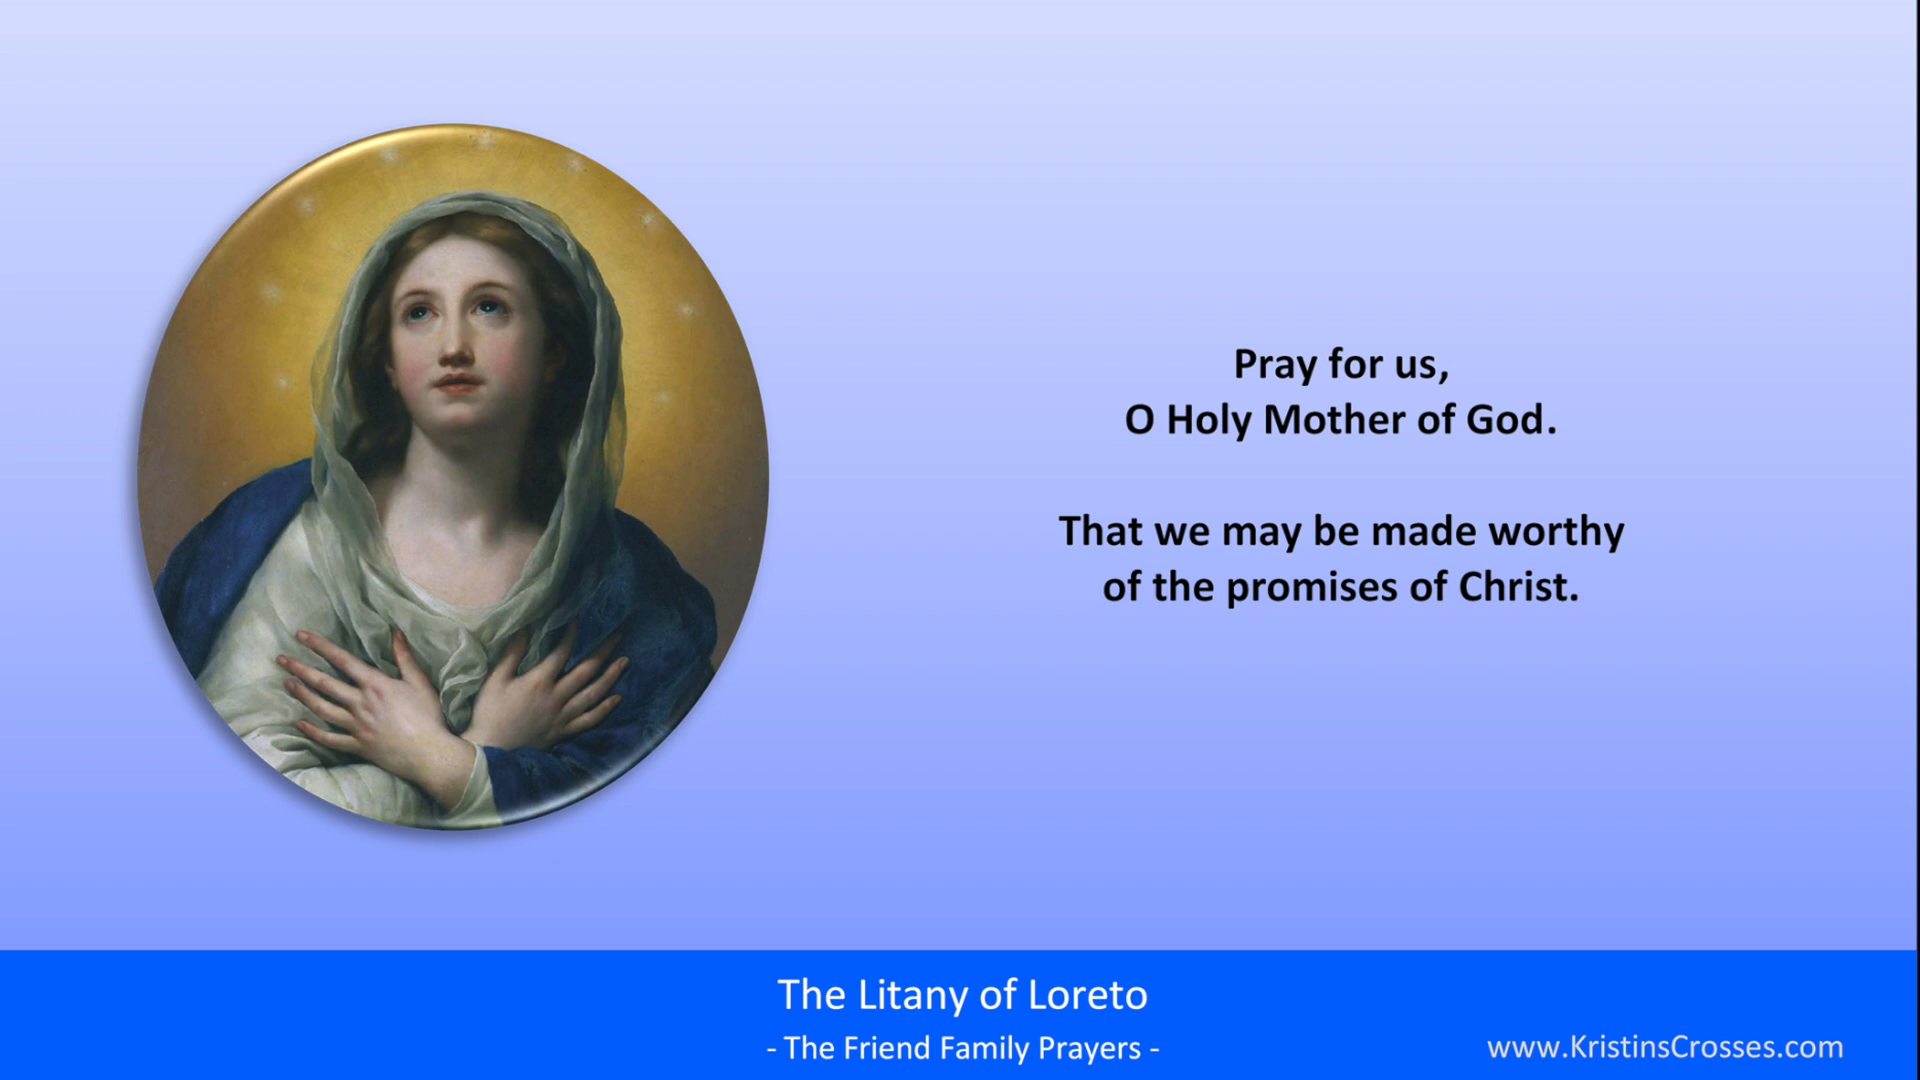 Pray for us,
O Holy Mother of God.
That we may be made worthy
of the promises of Christ.
The Litany of Loreto
- The Friend Family Prayers -
www.KristinsCrosses.com